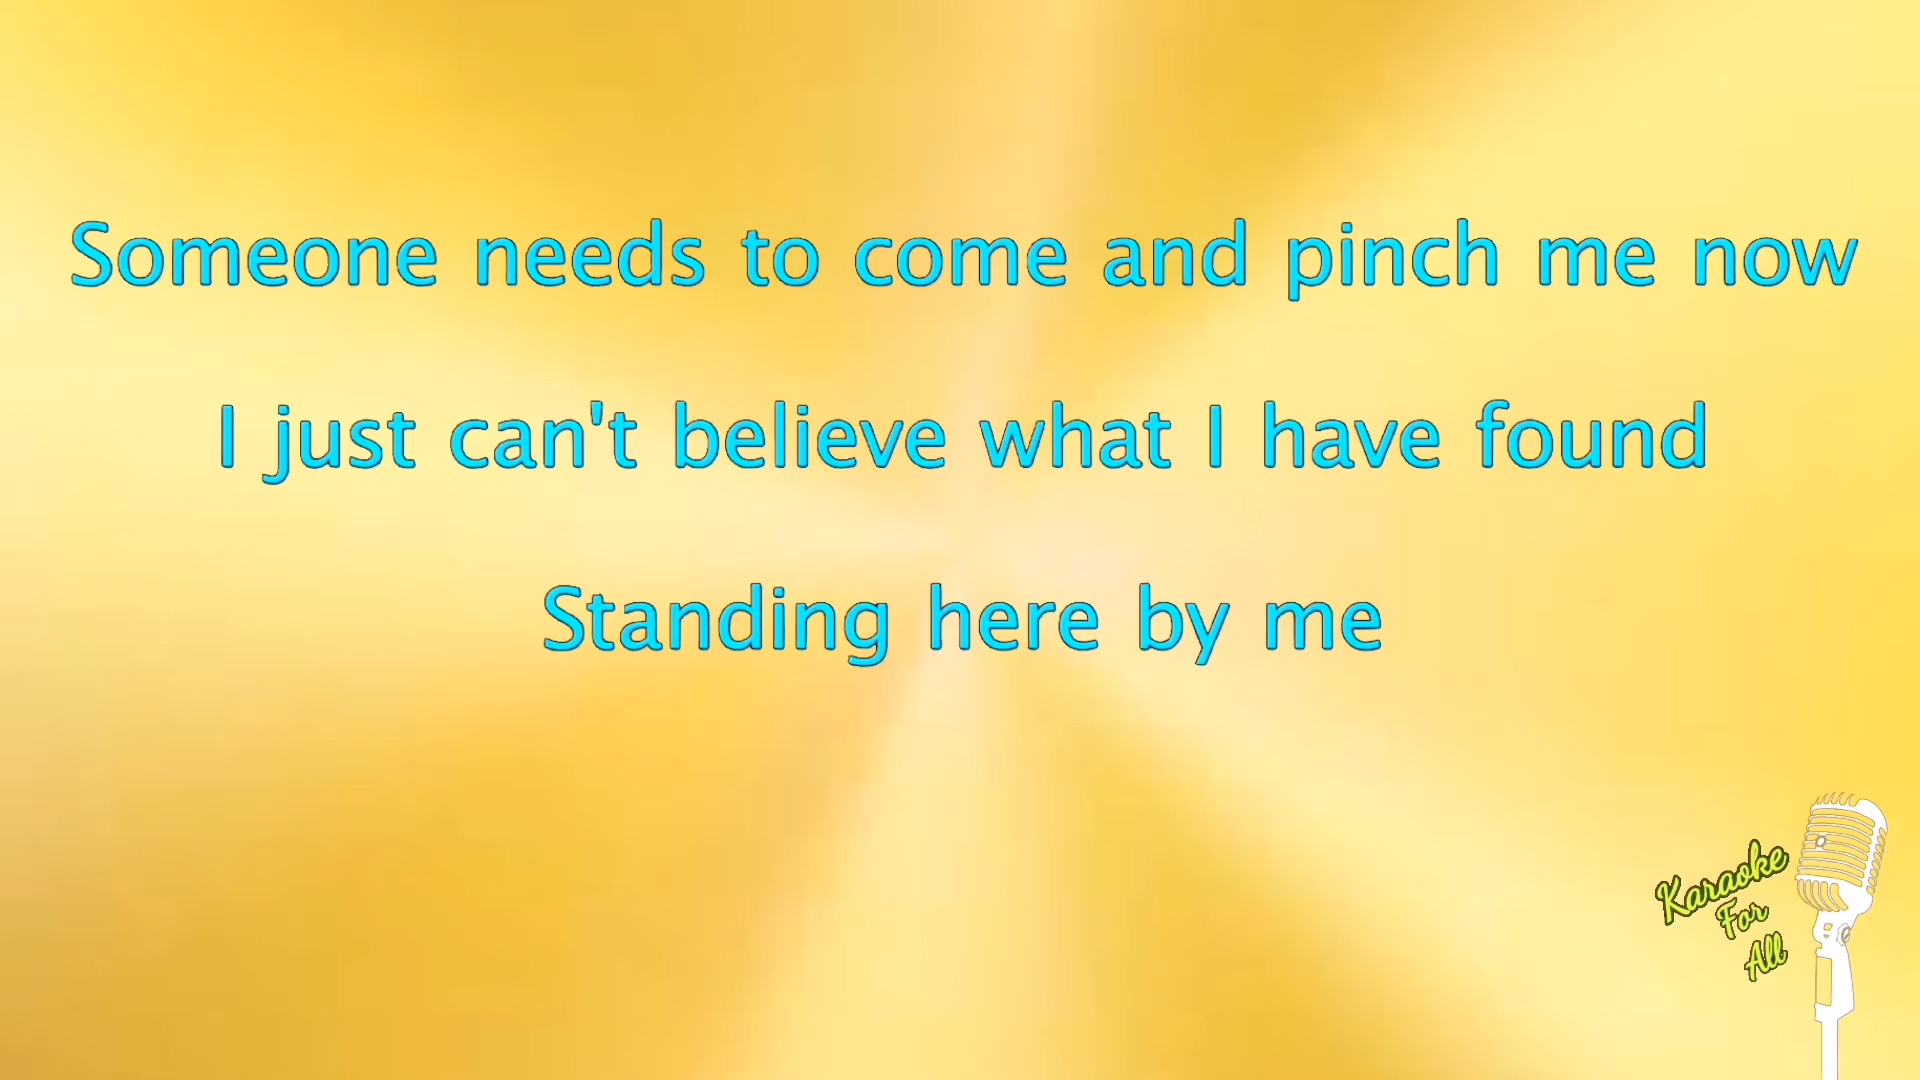 Someone needs to come and pinch me now
I just can't believe what I have found
Standing here by me
Karaoke
For
All